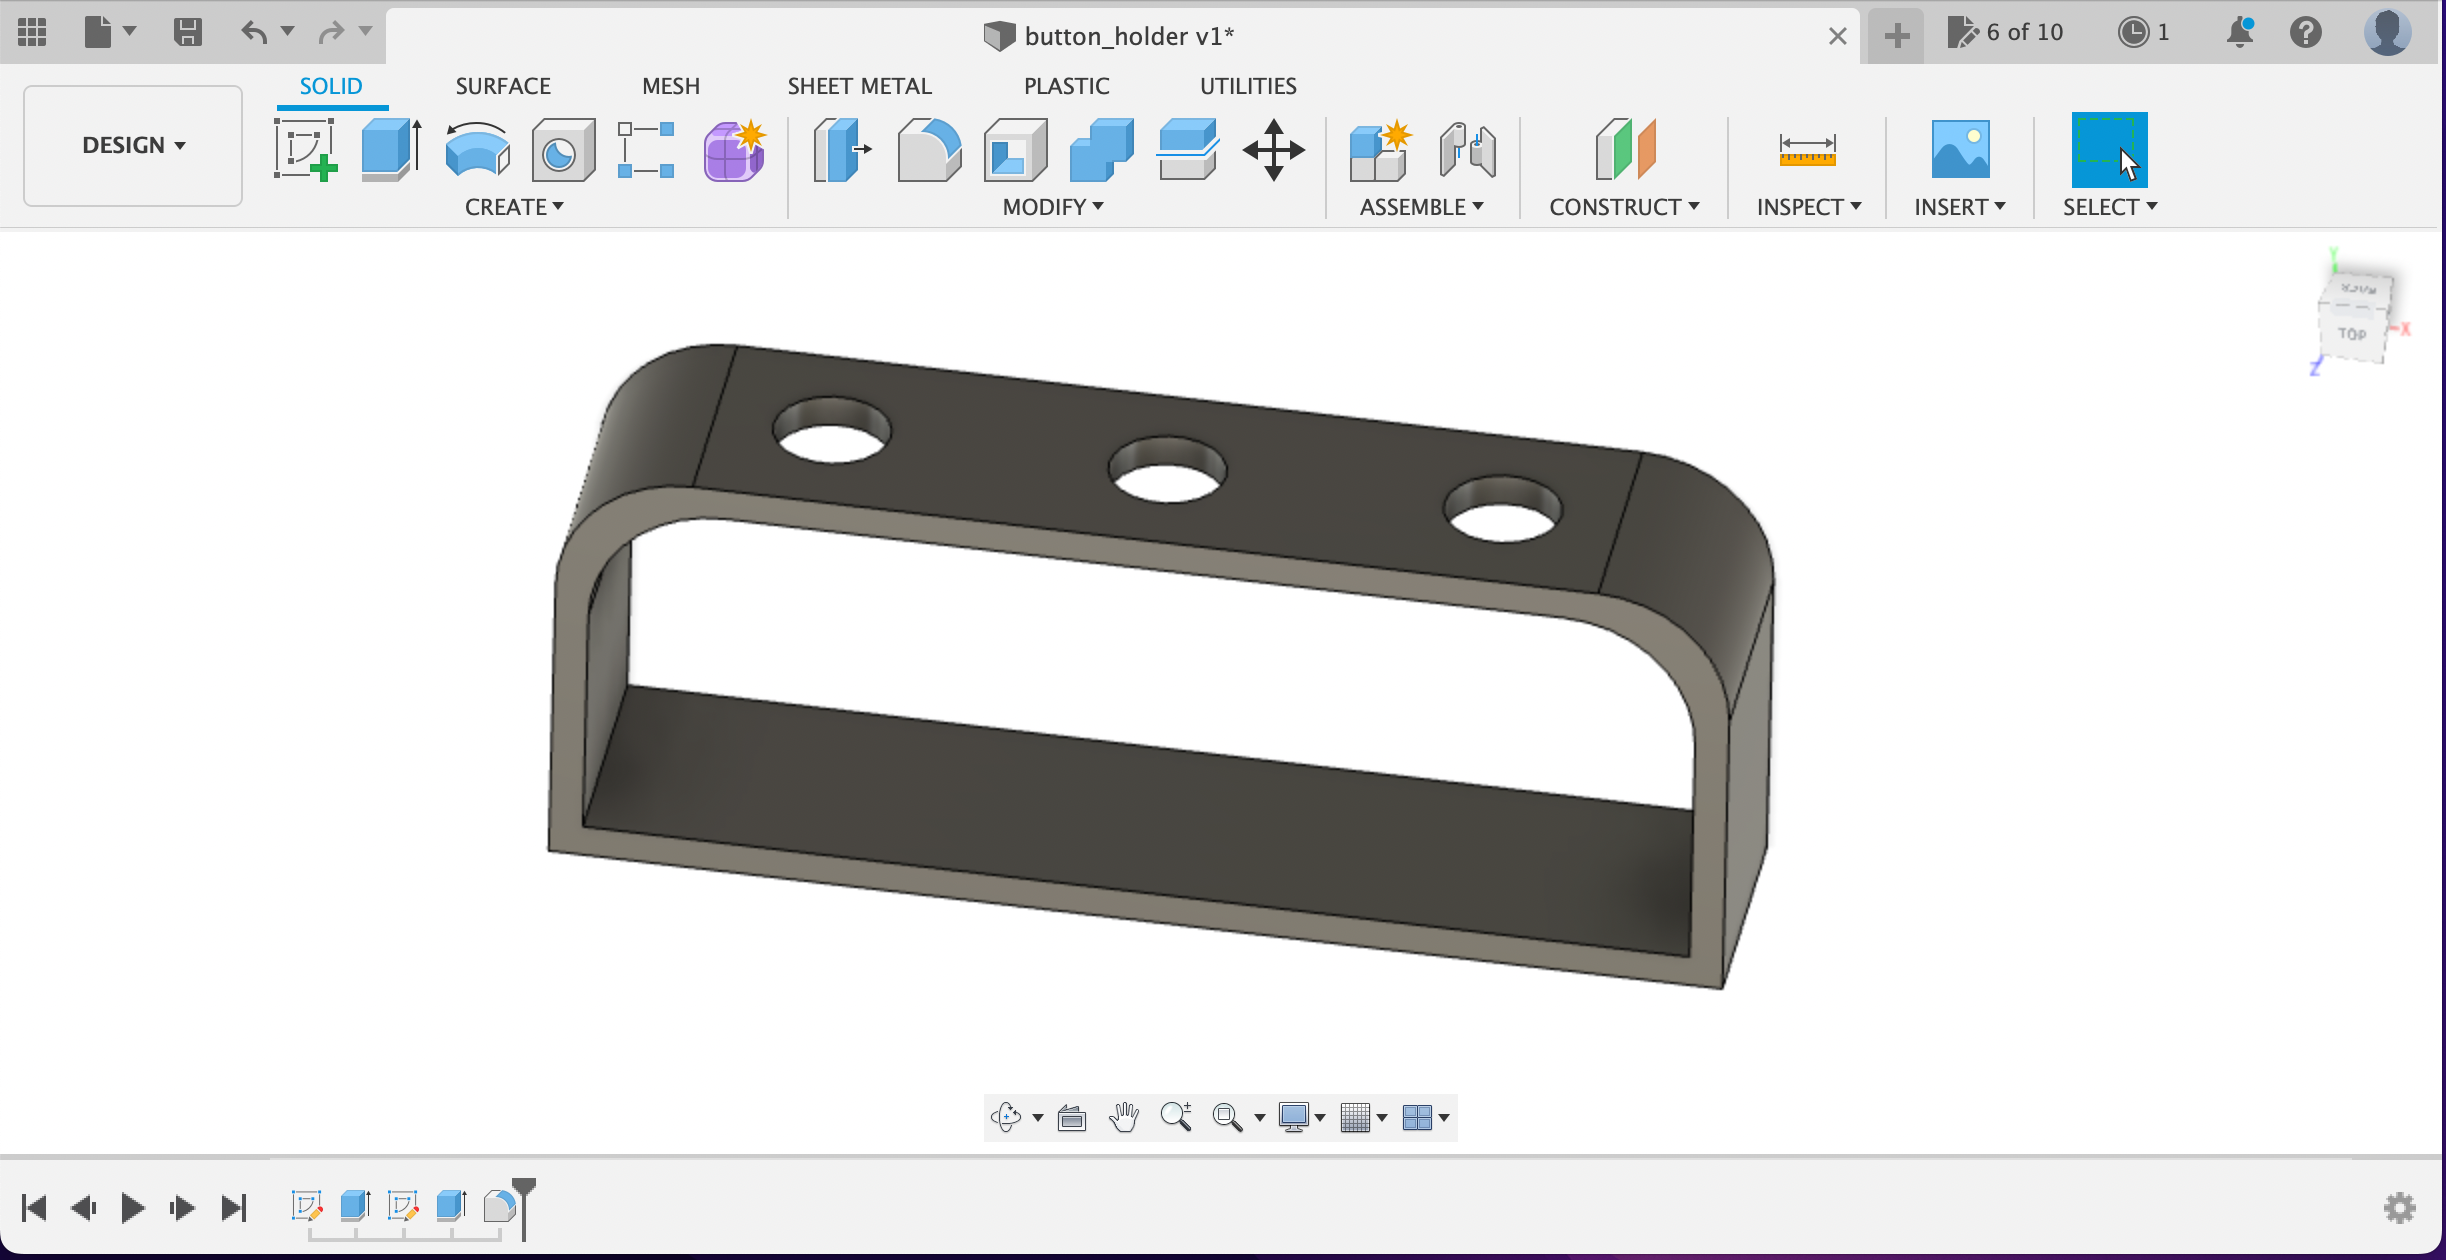 button_holder v1*
6 of 10
1
SOLID
SURFACE
MESH
SHEET METAL
PLASTIC
UTILITIES
DESIGN
CREATE
MODIFY
ASSEMBLE
CONSTRUCT
INSPECT
INSERT
SELECT
Y
BACK
TOP
X
Z